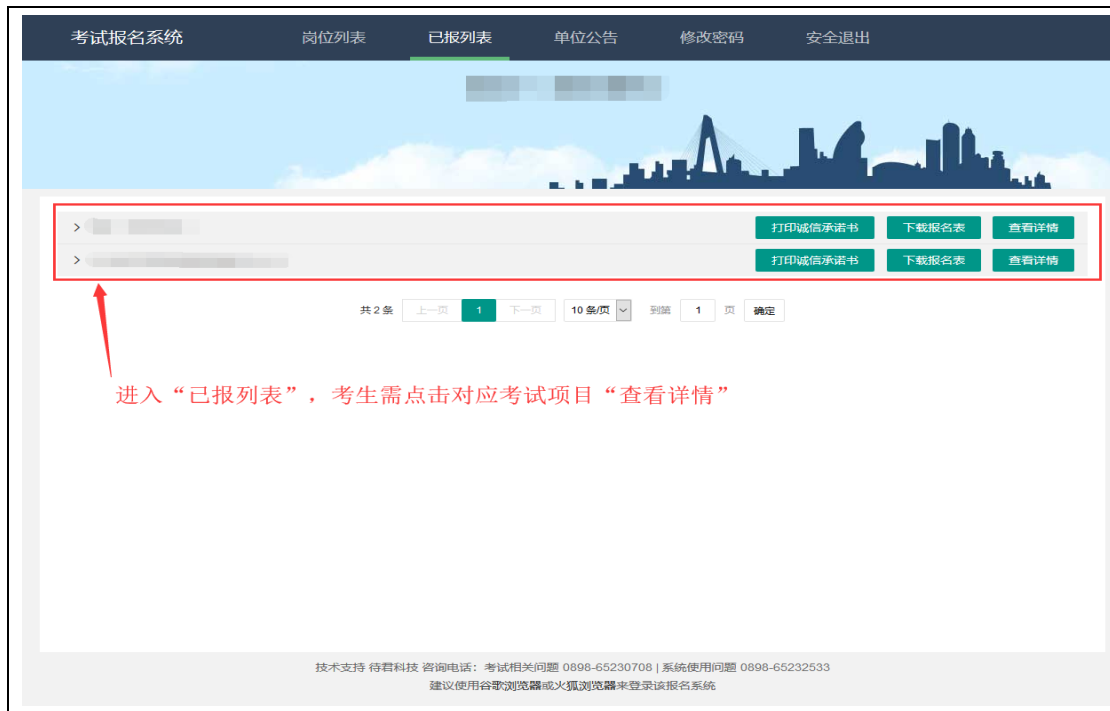 考试报名系统 岗位列表 已报列表 单位公告 修改密码 安全退出
> 打印诚信承诺书 下载报名表 查看详情
> 打印诚信承诺书 下载报名表 查看详情
共 2 条 上一页 1 下一页 10 条/页 到第 1 页 确定
进入“已报列表”，考生需点击对应考试项目“查看详情”
技术支持 待君科技 咨询电话：考试相关问题 0898-65230708 | 系统使用问题 0898-65232533
建议使用谷歌浏览器或火狐浏览器来登录该报名系统